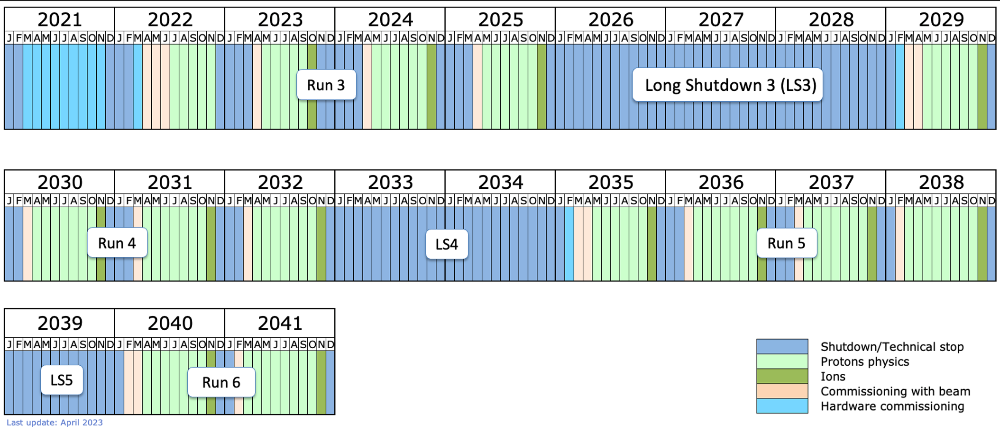 2021 2022 2023 2024 2025 2026 2027 2028 2029
J F M A M J J A S O N D J F M A M J J A S O N D J F M A M J J A S O N D J F M A M J J A S O N D J F M A M J J A S O N D J F M A M J J A S O N D J F M A M J J A S O N D J F M A M J J A S O N D J F M A M J J A S O N D
Run 3
Long Shutdown 3 (LS3)
2030 2031 2032 2033 2034 2035 2036 2037 2038
J F M A M J J A S O N D J F M A M J J A S O N D J F M A M J J A S O N D J F M A M J J A S O N D J F M A M J J A S O N D J F M A M J J A S O N D J F M A M J J A S O N D J F M A M J J A S O N D J F M A M J J A S O N D
Run 4
LS4
Run 5
2039 2040 2041
J F M A M J J A S O N D J F M A M J J A S O N D J F M A M J J A S O N D
LS5
Run 6
Shutdown/Technical stop
Protons physics
Ions
Commissioning with beam
Hardware commissioning
Last update: April 2023